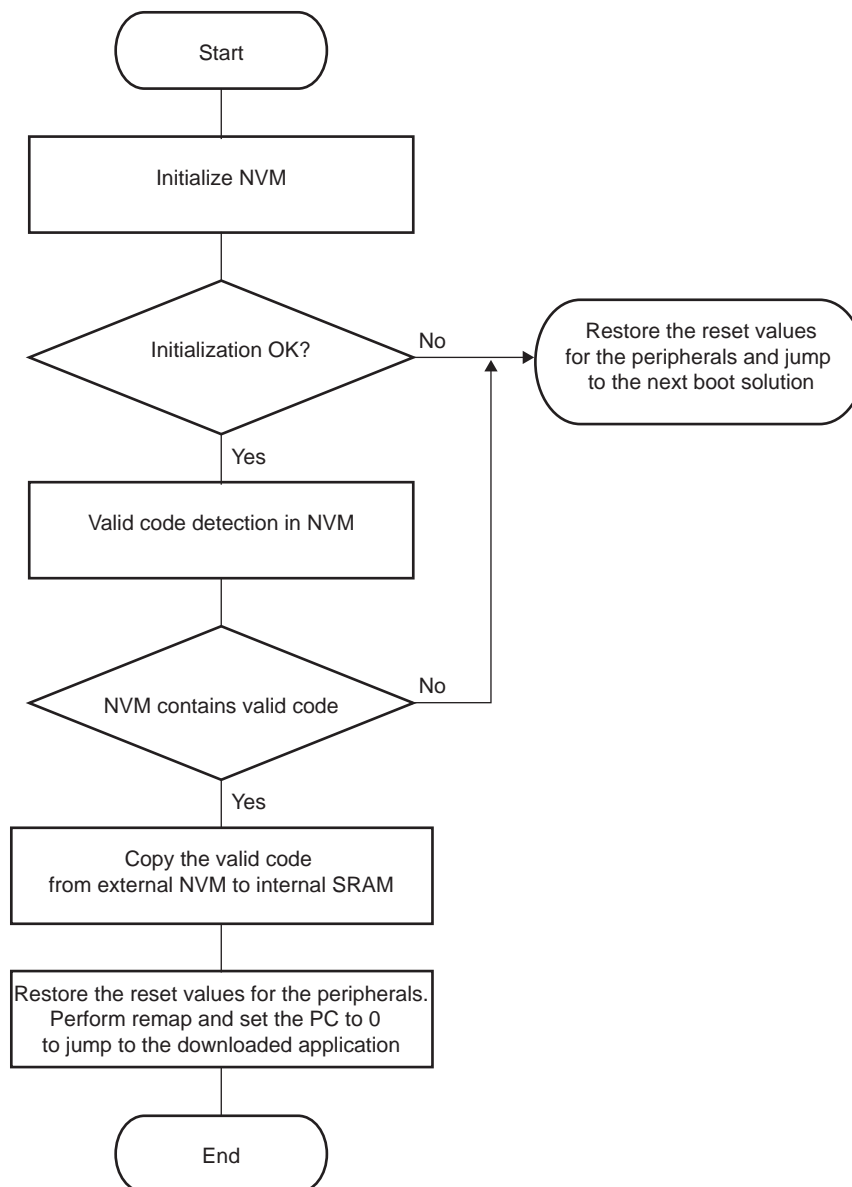 Start
Initialize NVM
Initialization OK?
No
Restore the reset values
for the peripherals and jump
to the next boot solution
Yes
Valid code detection in NVM
NVM contains valid code
No
Yes
Copy the valid code
from external NVM to internal SRAM
Restore the reset values for the peripherals.
Perform remap and set the PC to 0
to jump to the downloaded application
End